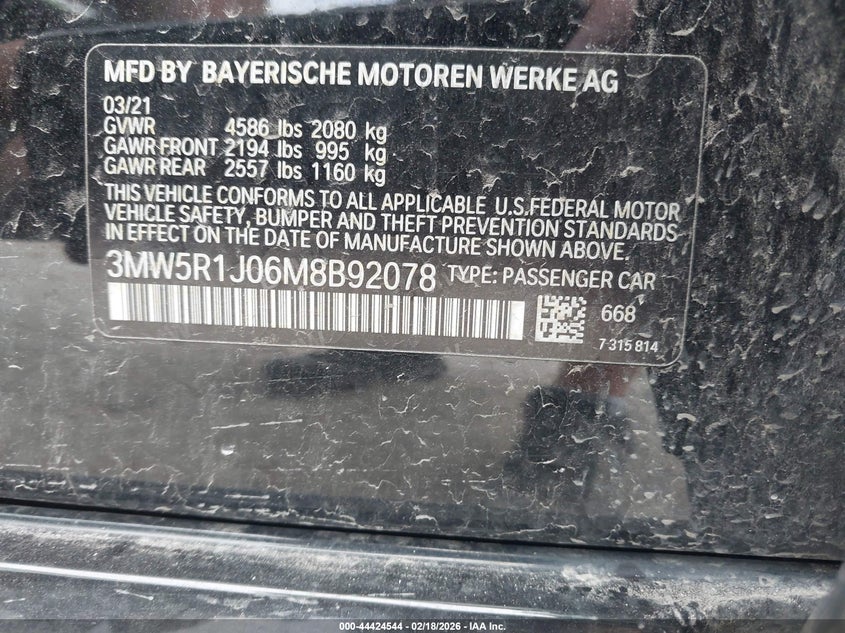 MFD BY BAYERISCHE MOTOREN WERKE AG
03/21
GVWR 4586 lbs 2080 kg
GAWR FRONT 2194 lbs 995 kg
GAWR REAR 2557 lbs 1160 kg
THIS VEHICLE CONFORMS TO ALL APPLICABLE U.S.FEDERAL MOTOR
VEHICLE SAFETY, BUMPER AND THEFT PREVENTION STANDARDS
IN EFFECT ON THE DATE OF MANUFACTURE SHOWN ABOVE.
3MW5R1J06M8B92078 TYPE: PASSENGER CAR
668
7 315 814
000-44424544 - 02/18/2026 - IAA Inc.